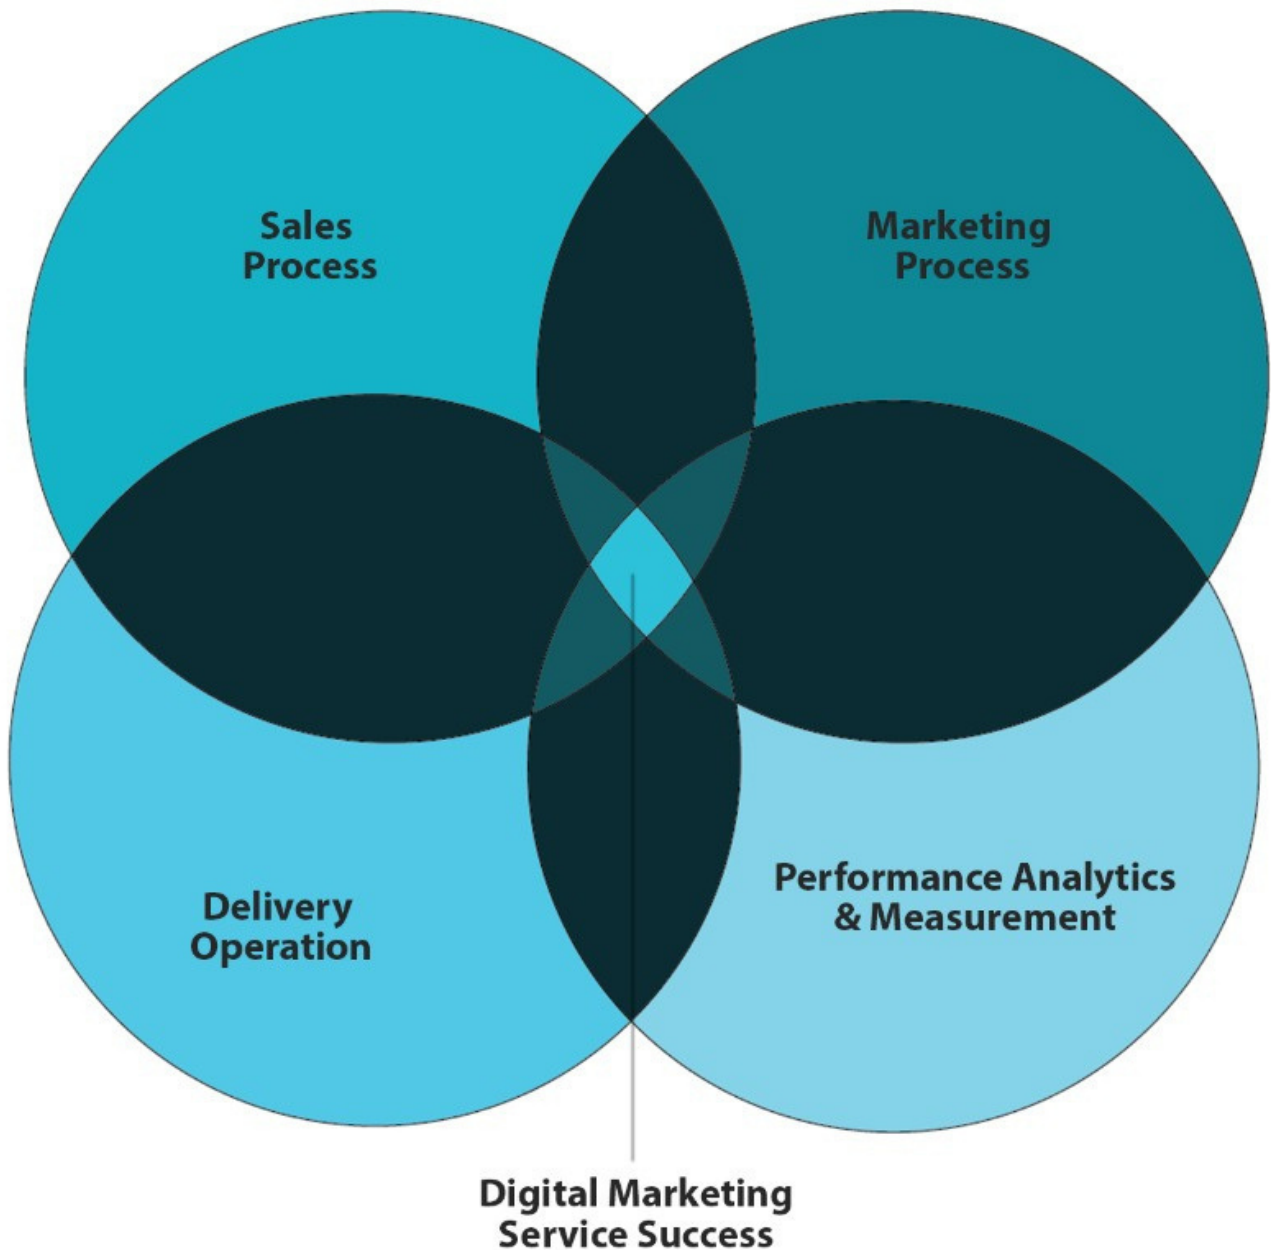 Sales
Process
Marketing
Process
Performance Analytics
& Measurement
Delivery
Operation
Digital Marketing
Service Success